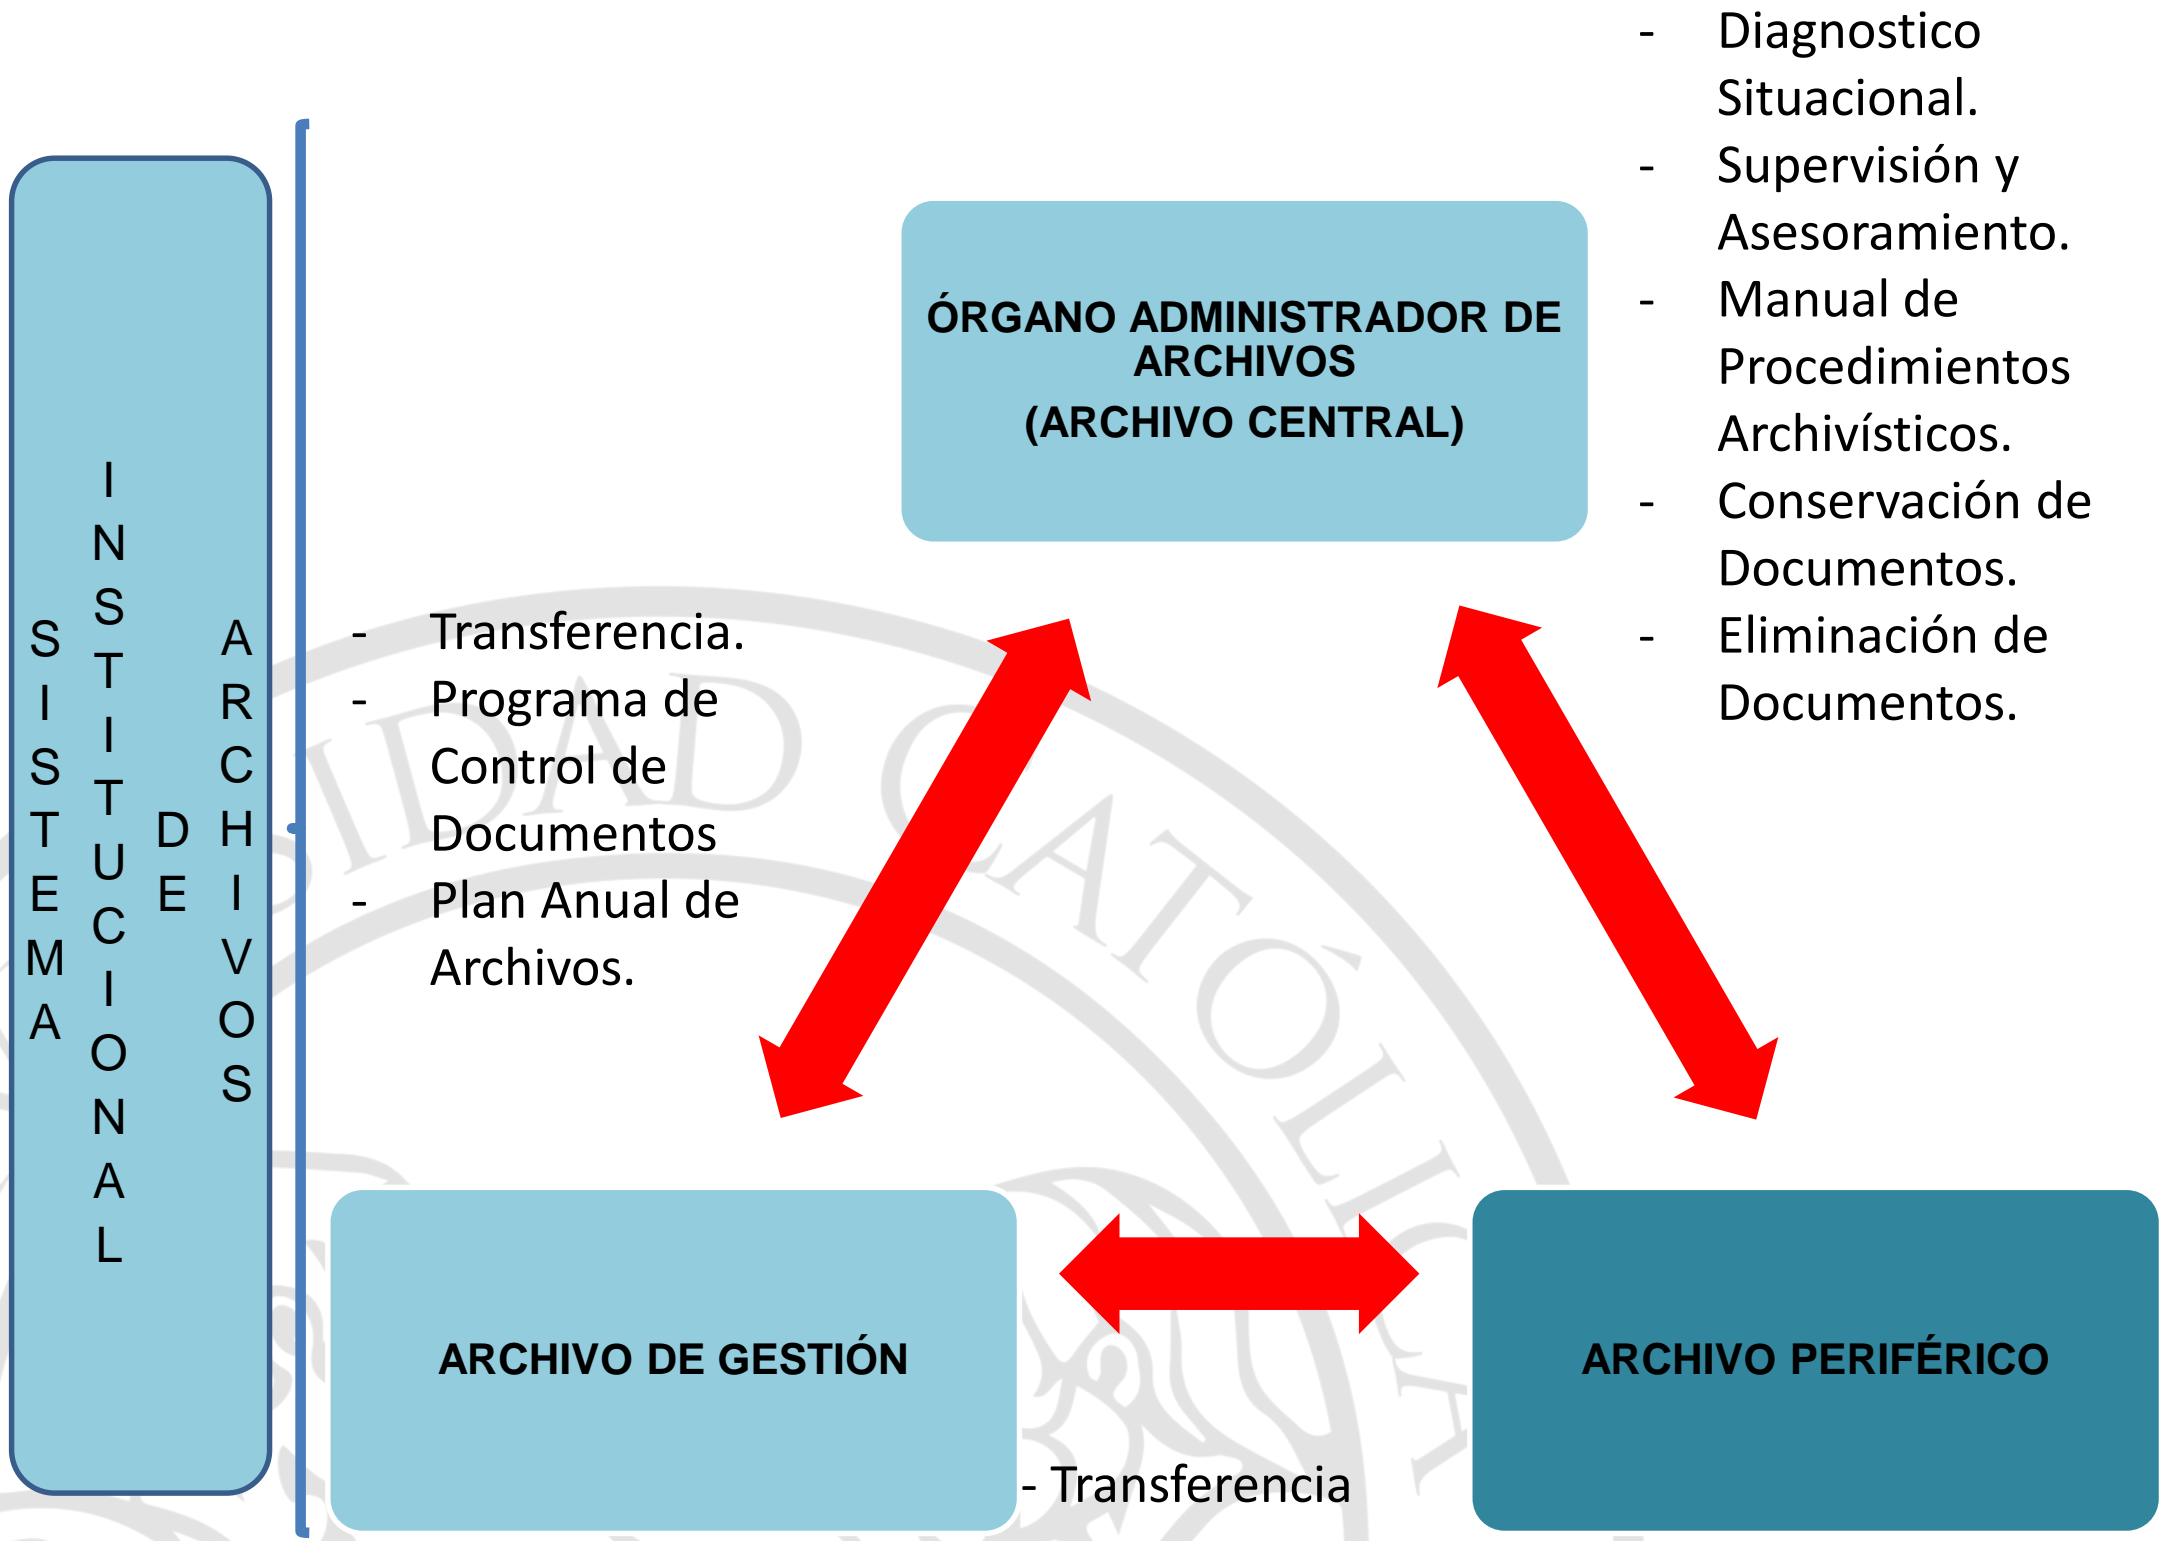 SISTEMA
INSTITUCIONAL
DE
ARCHIVOS
- Diagnostico
Situacional.
- Supervisión y
Asesoramiento.
- Manual de
Procedimientos
Archivísticos.
- Conservación de
Documentos.
- Eliminación de
Documentos.
ÓRGANO ADMINISTRADOR DE
ARCHIVOS
(ARCHIVO CENTRAL)
- Transferencia.
- Programa de
Control de
Documentos
- Plan Anual de
Archivos.
ARCHIVO DE GESTIÓN
- Transferencia
ARCHIVO PERIFÉRICO
SIDAD CATÓLICA